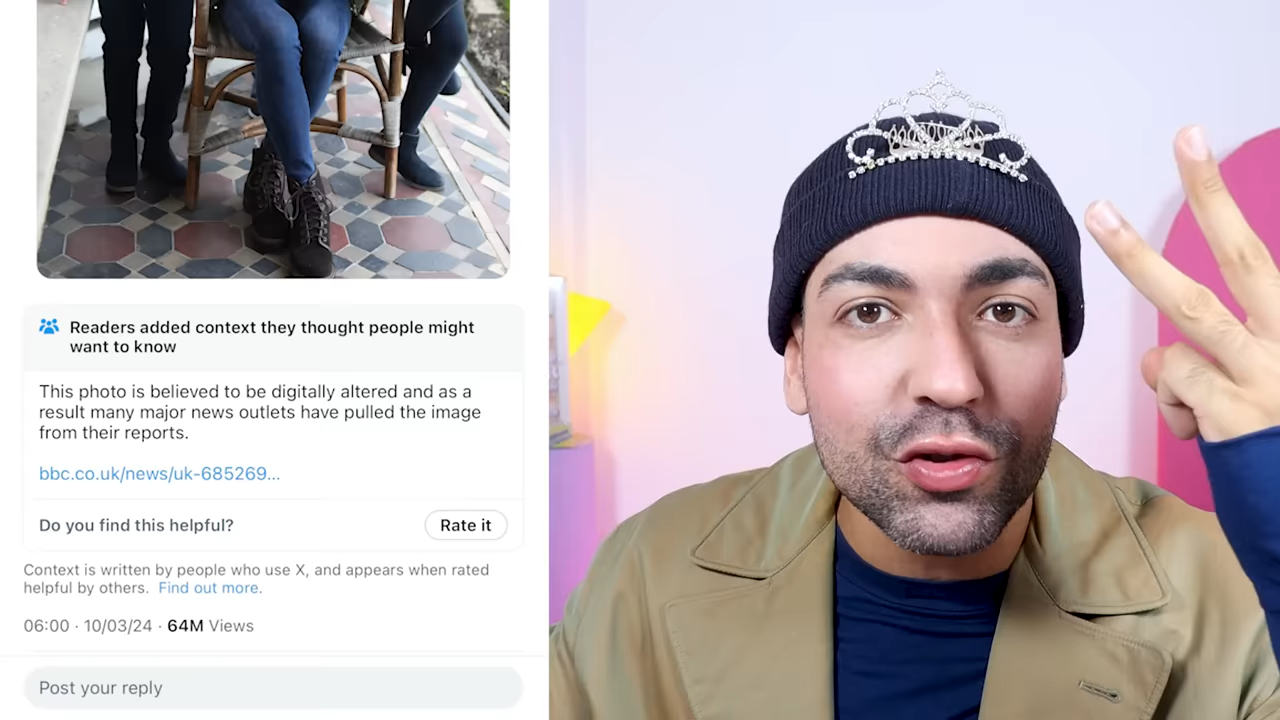 Readers added context they thought people might
want to know
This photo is believed to be digitally altered and as a
result many major news outlets have pulled the image
from their reports.
bbc.co.uk/news/uk-685269...
Do you find this helpful?
Rate it
Context is written by people who use X, and appears when rated
helpful by others. Find out more.
06:00 · 10/03/24 · 64M Views
Post your reply